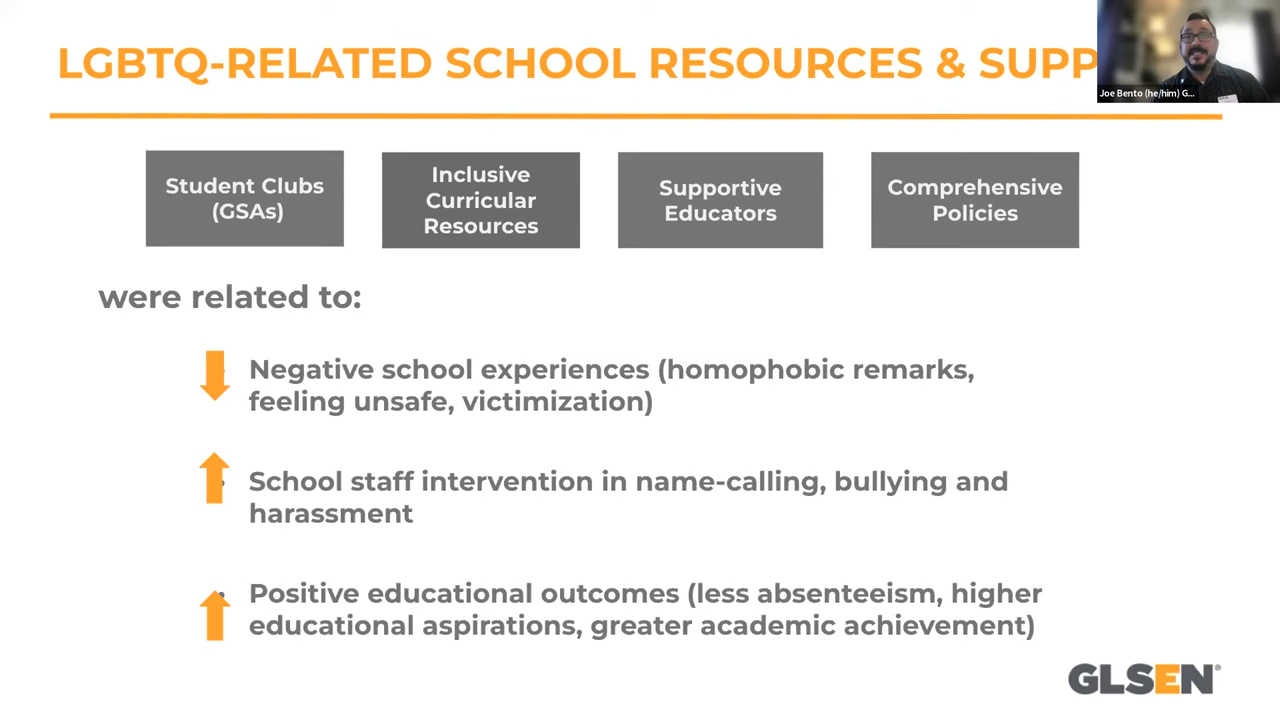 LGBTQ-RELATED SCHOOL RESOURCES & SUPP
Joe Bento (he/him) G...
Student Clubs
(GSAs)
Inclusive
Curricular
Resources
Supportive
Educators
Comprehensive
Policies
were related to:
Negative school experiences (homophobic remarks,
feeling unsafe, victimization)
School staff intervention in name-calling, bullying and
harassment
Positive educational outcomes (less absenteeism, higher
educational aspirations, greater academic achievement)
GLSEN®